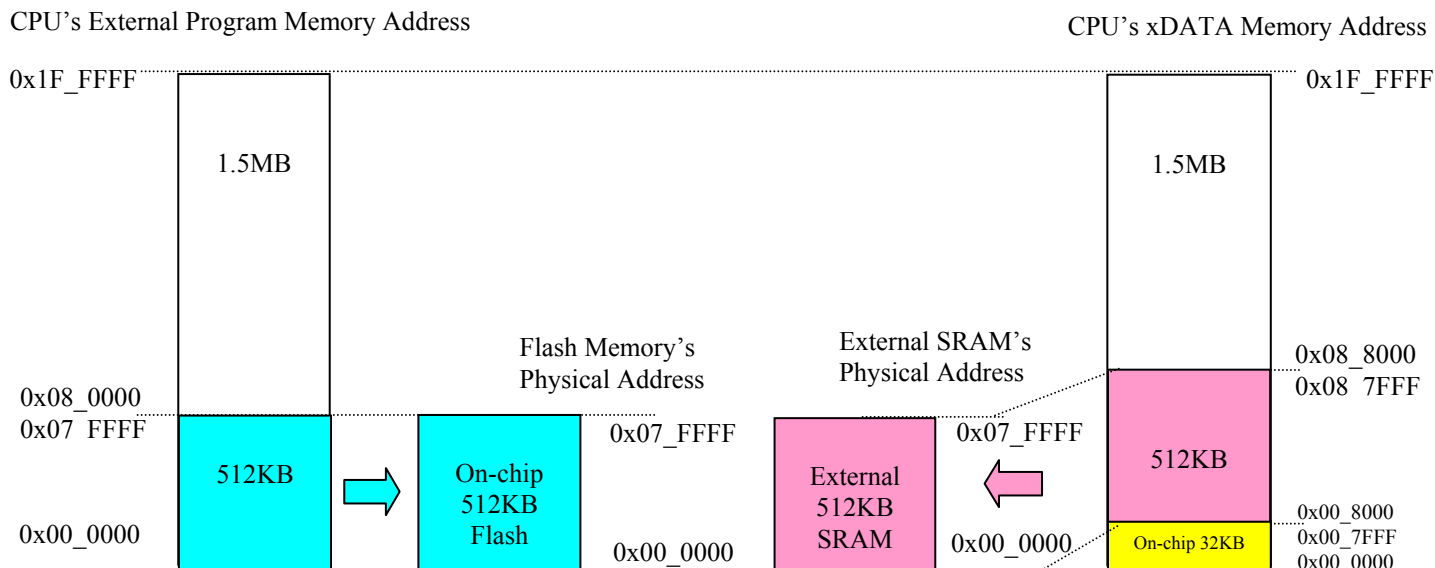 CPU's External Program Memory Address
CPU's xDATA Memory Address
0x1F_FFFF
0x1F_FFFF
1.5MB
1.5MB
Flash Memory's
Physical Address
External SRAM's
Physical Address
0x08_8000
0x08_7FFF
0x08_0000
0x07_FFFF
0x07_FFFF
0x07_FFFF
512KB
On-chip
512KB
Flash
External
512KB
SRAM
512KB
0x00_0000
0x00_0000
0x00_0000
0x00_8000
0x00_7FFF
0x00_0000
On-chip 32KB